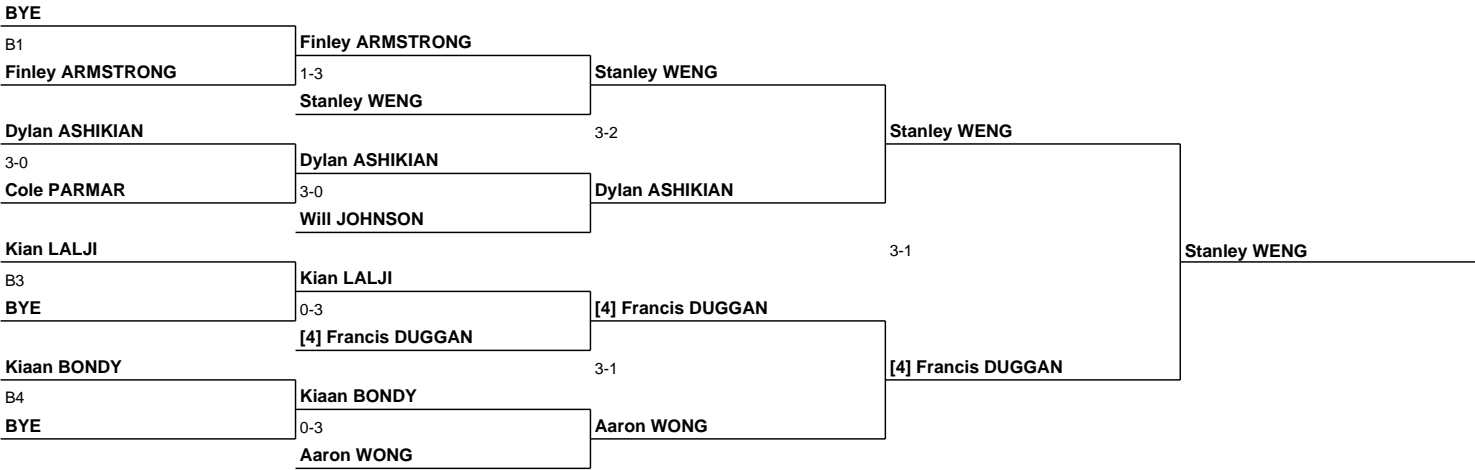 BYE
B1
Finley ARMSTRONG
Finley ARMSTRONG
1-3
Stanley WENG
Stanley WENG
Dylan ASHIKIAN
3-2
Stanley WENG
3-0
Dylan ASHIKIAN
Cole PARMAR
3-0
Dylan ASHIKIAN
Will JOHNSON
Kian LALJI
3-1
Stanley WENG
B3
Kian LALJI
BYE
0-3
[4] Francis DUGGAN
[4] Francis DUGGAN
Kiaan BONDY
3-1
[4] Francis DUGGAN
B4
Kiaan BONDY
BYE
0-3
Aaron WONG
Aaron WONG